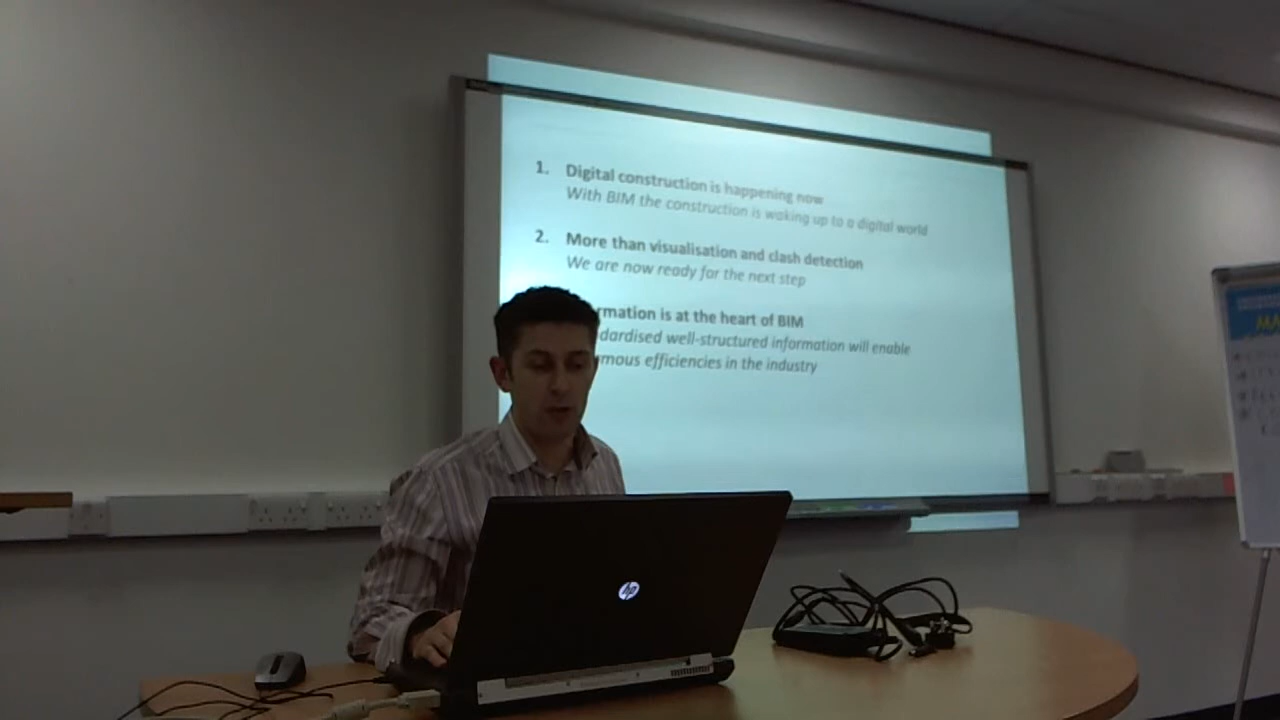 1. Digital construction is happening now
With BIM the construction is waking up to a digital world
2. More than visualisation and clash detection
We are now ready for the next step
rmation is at the heart of BIM
dardised well-structured information will enable
mous efficiencies in the industry
hp